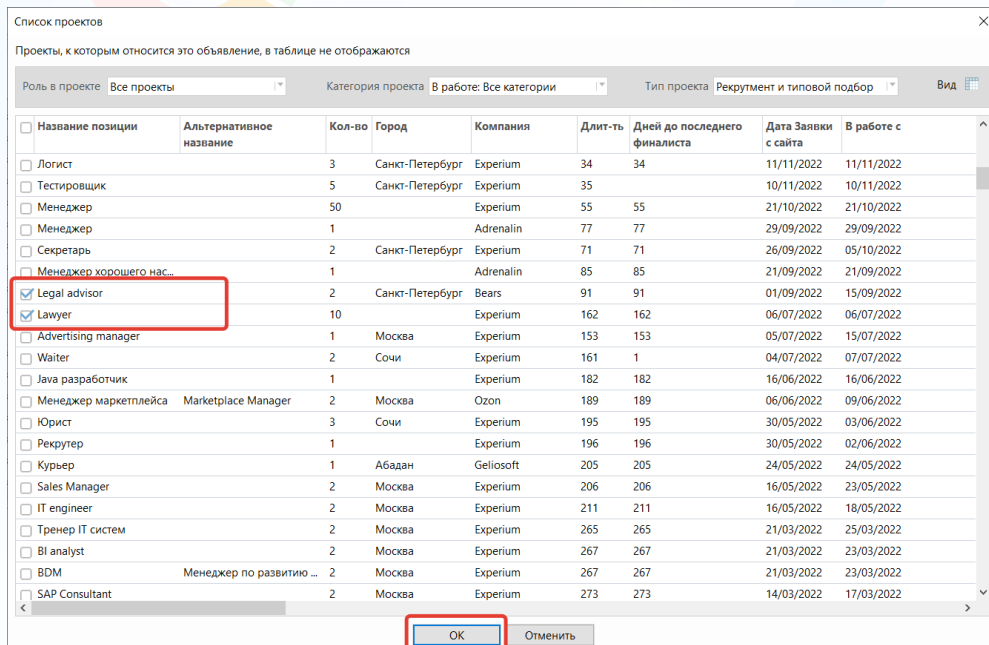 Список проектов
Проекты, к которым относится это объявление, в таблице не отображаются
Роль в проекте Все проекты Категория проекта В работе: Все категории Тип проекта Рекрутмент и типовой подбор Вид
Название позиции Альтернативное название Кол-во Город Компания Длит-ть Дней до последнего финалиста Дата Заявки с сайта В работе с
Логист 3 Санкт-Петербург Experium 34 34 11/11/2022 11/11/2022
Тестировщик 5 Санкт-Петербург Experium 35 10/11/2022 10/11/2022
Менеджер 50 Experium 55 55 21/10/2022 21/10/2022
Менеджер 1 Adrenalin 77 77 29/09/2022 29/09/2022
Секретарь 2 Санкт-Петербург Experium 71 71 26/09/2022 05/10/2022
Менеджер хорошего нас... 1 Adrenalin 85 85 21/09/2022 21/09/2022
Legal advisor 2 Санкт-Петербург Bears 91 91 01/09/2022 15/09/2022
Lawyer 10 Experium 162 162 06/07/2022 06/07/2022
Advertising manager 1 Москва Experium 153 153 05/07/2022 15/07/2022
Waiter 2 Сочи Experium 161 1 04/07/2022 07/07/2022
Java разработчик 1 Experium 182 182 16/06/2022 16/06/2022
Менеджер маркетплейса Marketplace Manager 2 Москва Ozon 189 189 06/06/2022 09/06/2022
Юрист 3 Сочи Experium 195 195 30/05/2022 03/06/2022
Рекрутер 1 Experium 196 196 30/05/2022 02/06/2022
Курьер 1 Абадан Geliosoft 205 205 24/05/2022 24/05/2022
Sales Manager 2 Москва Experium 206 206 16/05/2022 23/05/2022
IT engineer 2 Москва Experium 211 211 16/05/2022 18/05/2022
Тренер IT систем 2 Москва Experium 265 265 21/03/2022 25/03/2022
BI analyst 2 Москва Experium 267 267 21/03/2022 23/03/2022
BDM Менеджер по развитию ... 2 Москва Experium 267 267 21/03/2022 23/03/2022
SAP Consultant 2 Москва Experium 273 273 14/03/2022 17/03/2022
ОК Отменить